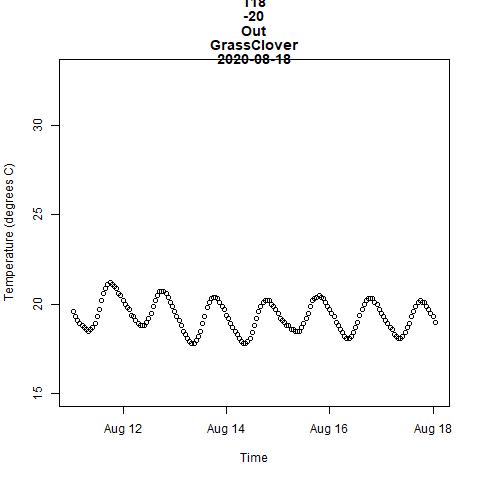 T18
-20
Out
GrassClover
2020-08-18
Temperature (degrees C)
30
25
20
15
Aug 12
Aug 14
Aug 16
Aug 18
Time